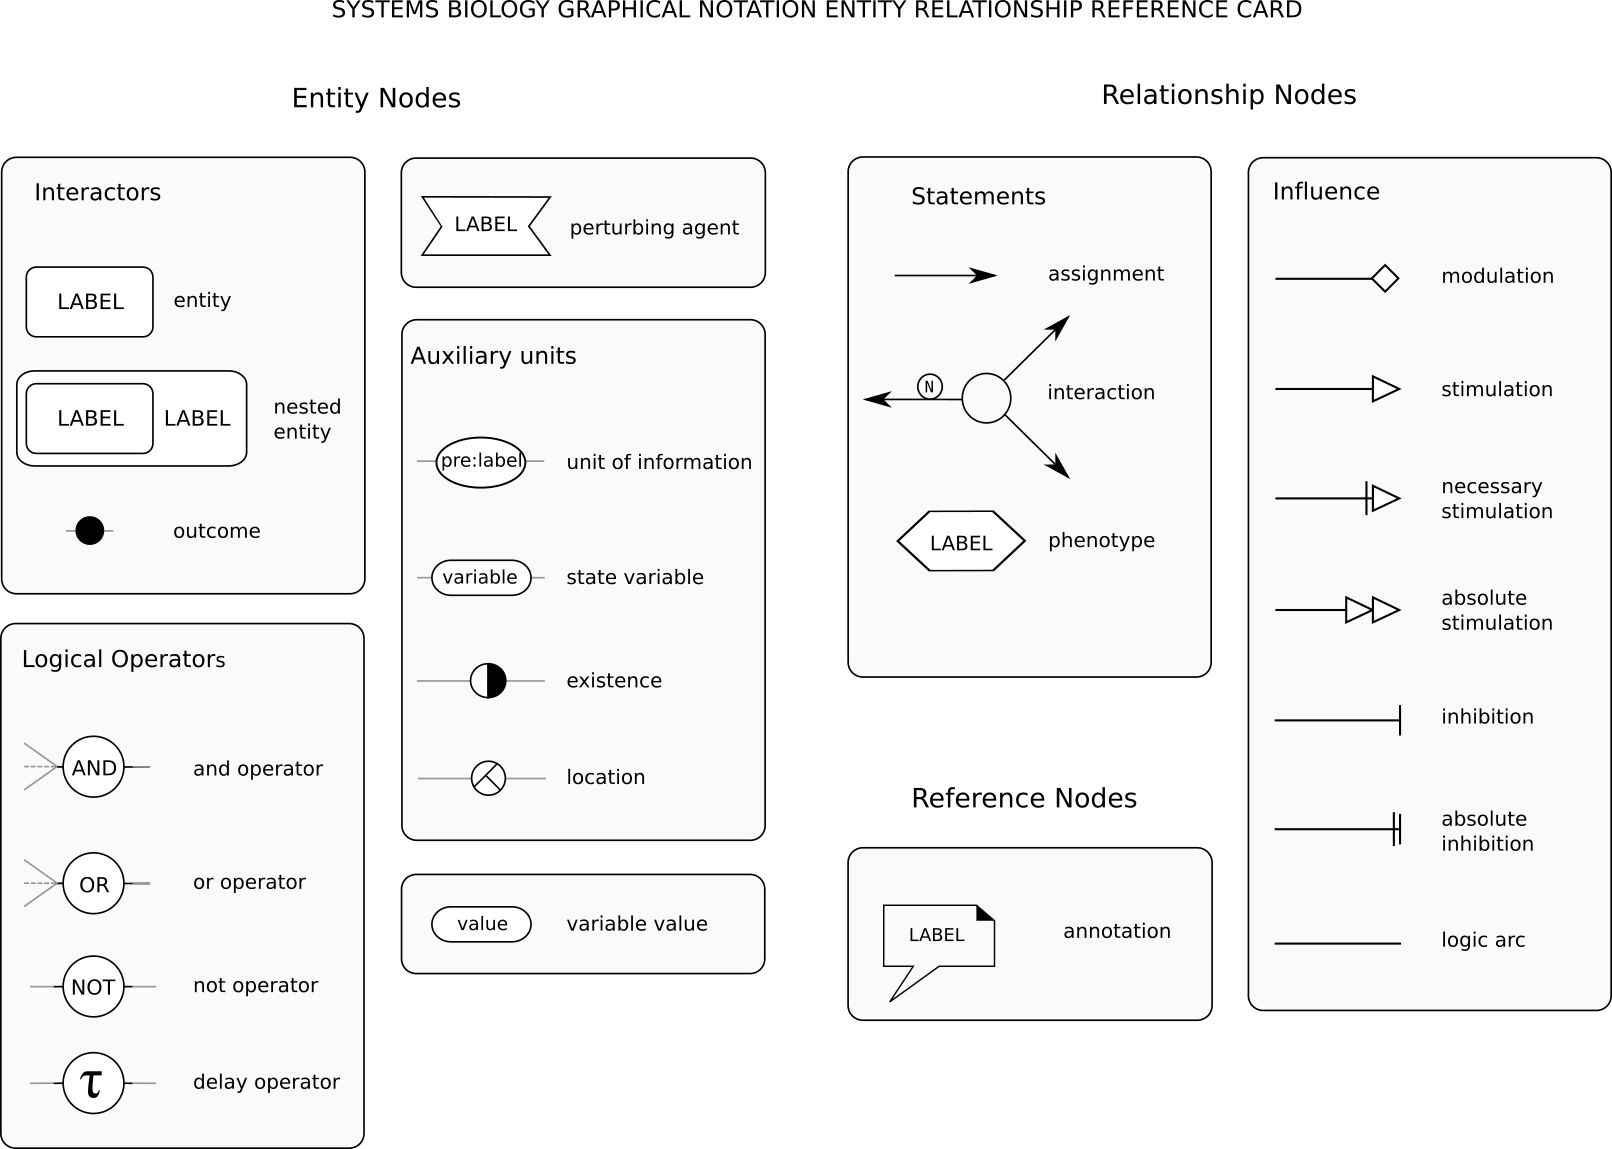 SYSTEMS BIOLOGY GRAPHICAL NOTATION ENTITY RELATIONSHIP REFERENCE CARD
Entity Nodes
Interactors
LABEL
entity
LABEL
LABEL
nested
entity
outcome
Logical Operators
AND
and operator
OR
or operator
NOT
not operator
τ
delay operator
LABEL
perturbing agent
Auxiliary units
pre:label
unit of information
variable
state variable
existence
location
value
variable value
Relationship Nodes
Statements
assignment
N
interaction
LABEL
phenotype
Reference Nodes
LABEL
annotation
Influence
modulation
stimulation
necessary
stimulation
absolute
stimulation
inhibition
absolute
inhibition
logic arc